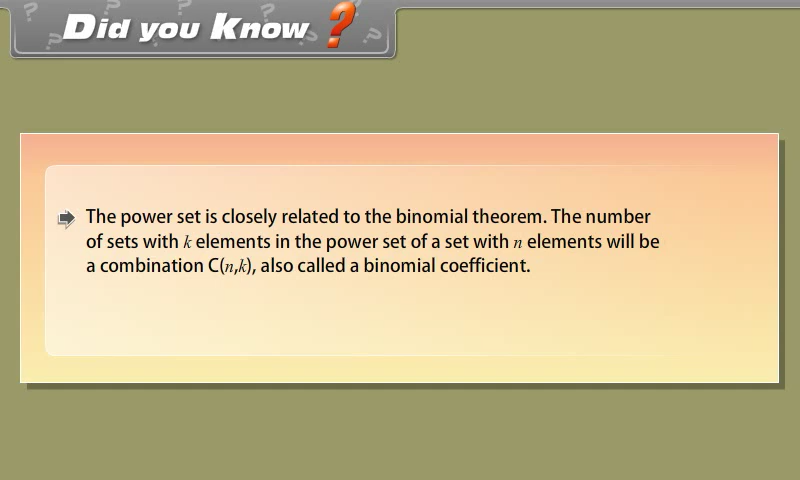 Did you Know ?
The power set is closely related to the binomial theorem. The number
of sets with k elements in the power set of a set with n elements will be
a combination C(n,k), also called a binomial coefficient.